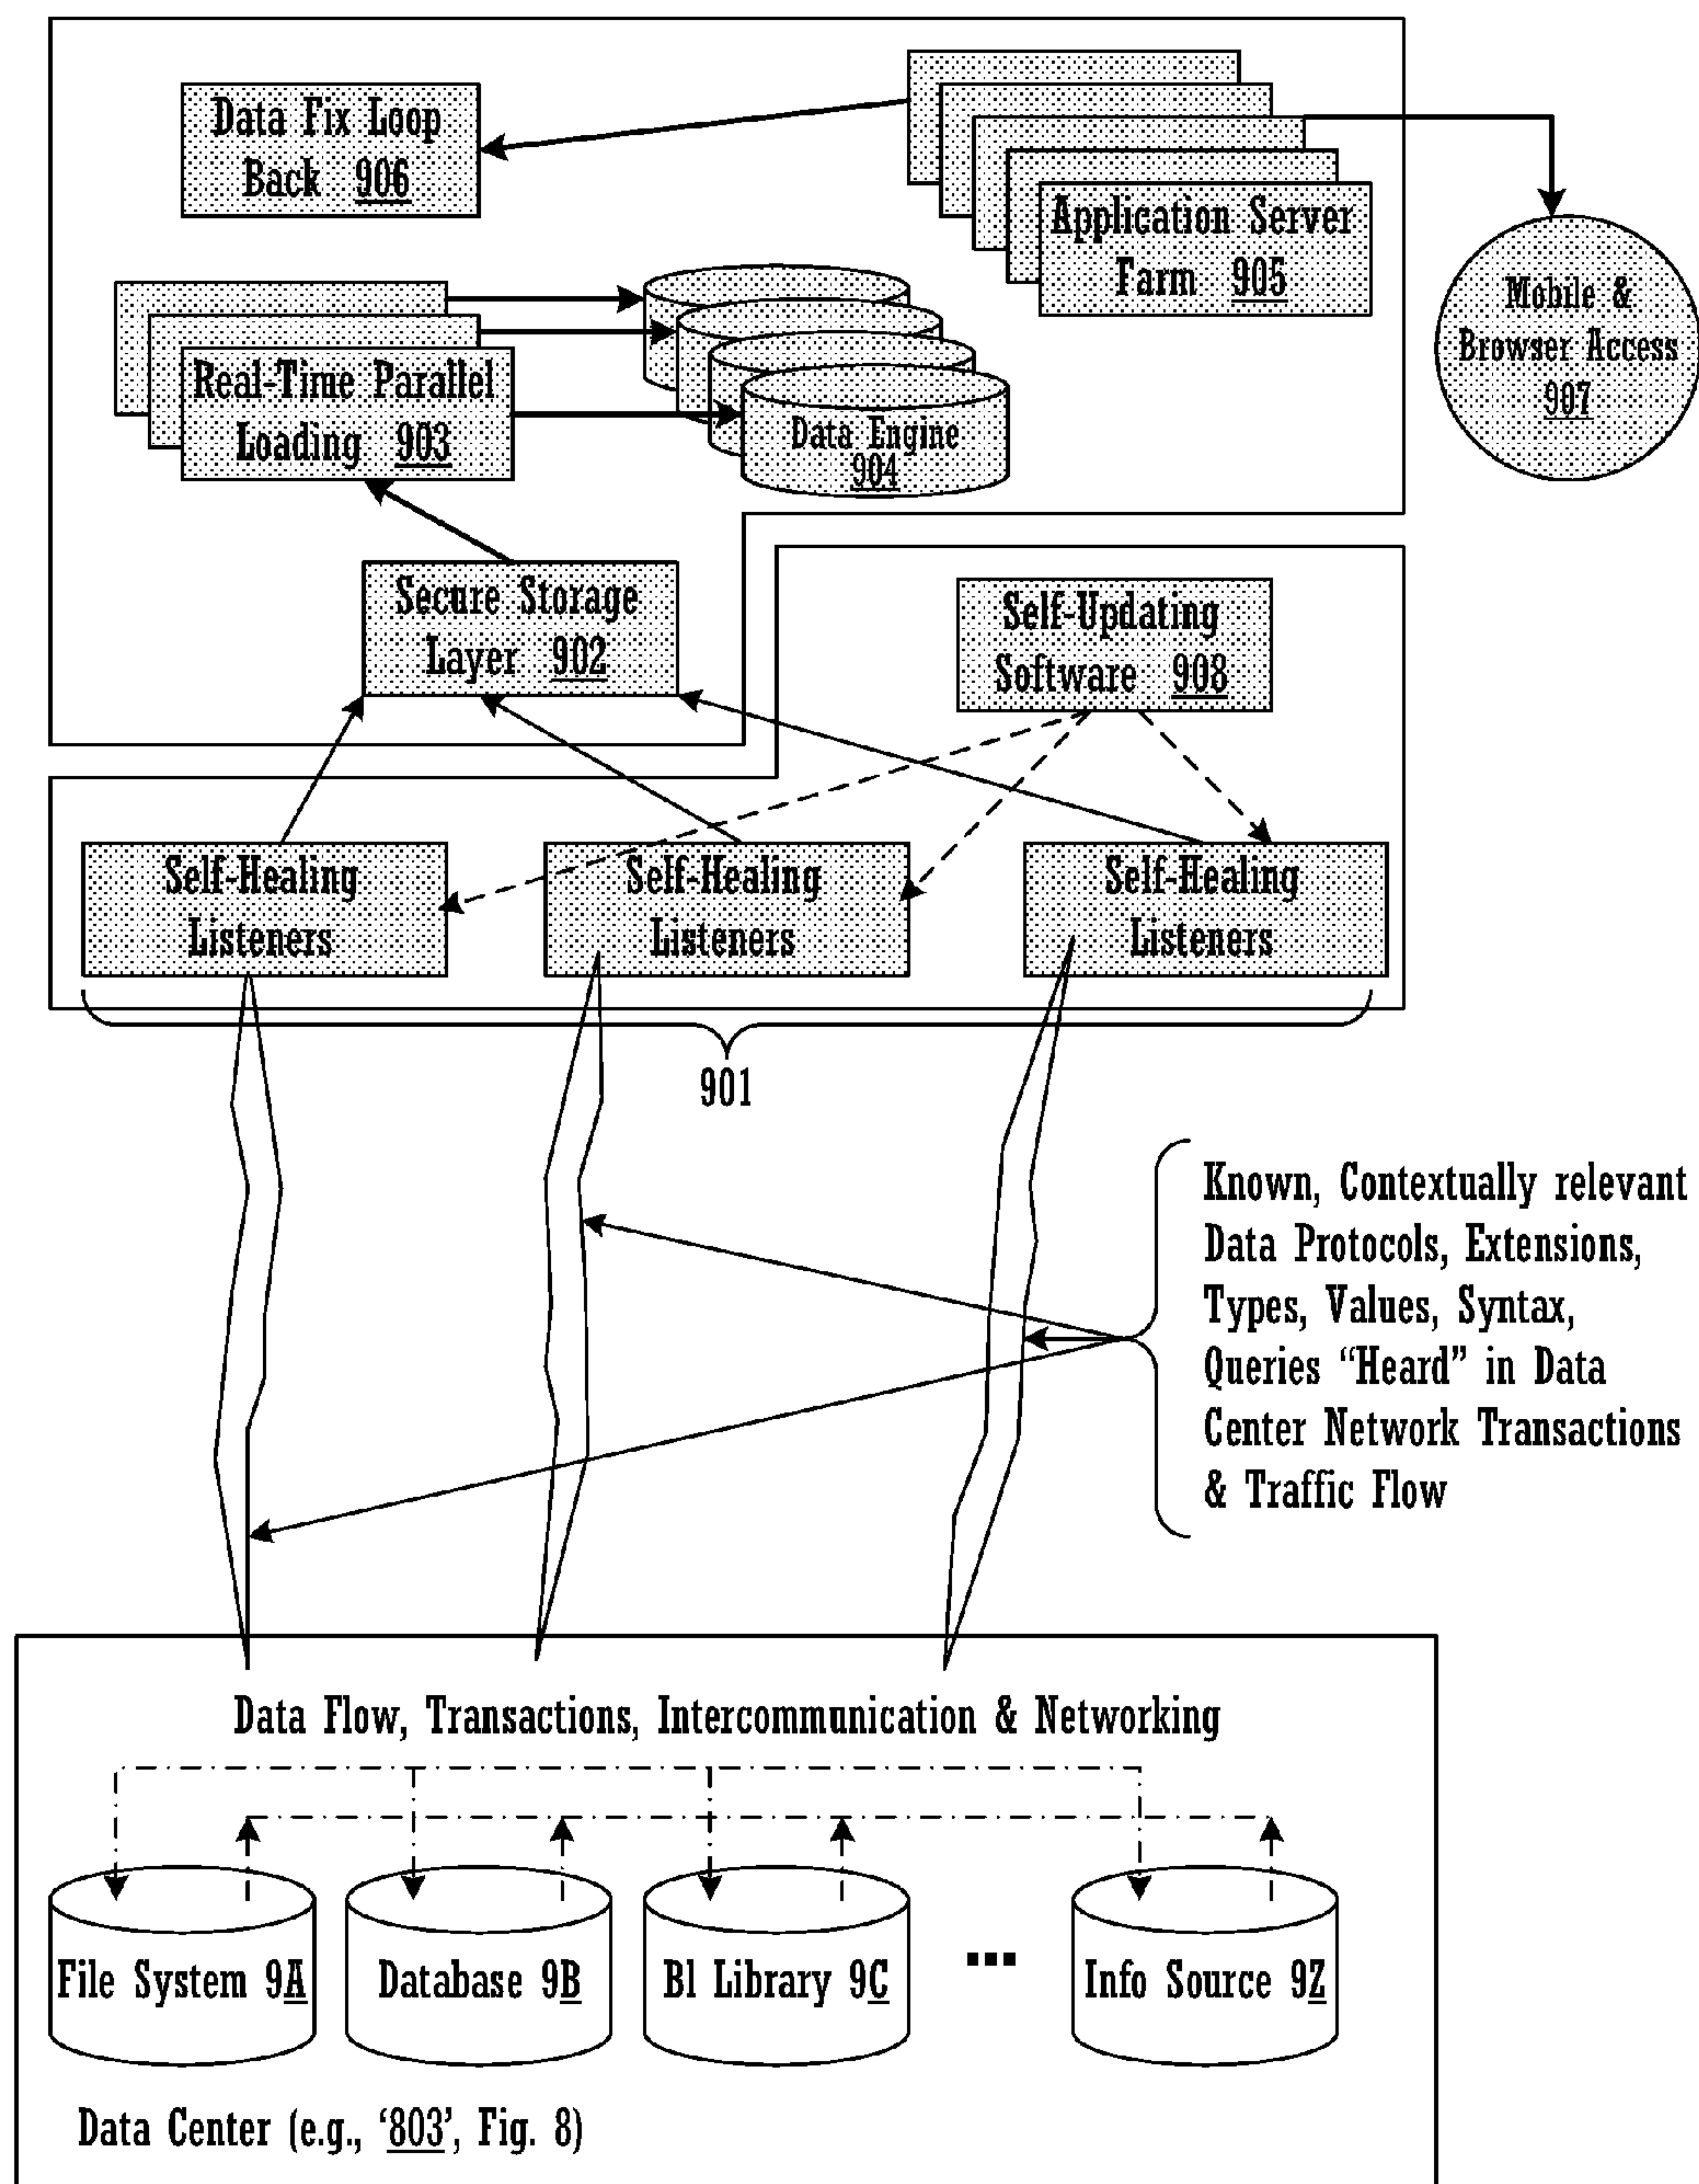 Data Fix Loop
Back 906
Application Server
Farm 905
Mobile &
Browser Access
907
Real-Time Parallel
Loading 903
Data Engine
904
Secure Storage
Layer 902
Self-Updating
Software 908
Self-Healing
Listeners
Self-Healing
Listeners
Self-Healing
Listeners
901
Known, Contextually relevant
Data Protocols, Extensions,
Types, Values, Syntax,
Queries “Heard” in Data
Center Network Transactions
& Traffic Flow
Data Flow, Transactions, Intercommunication & Networking
File System 9A
Database 9B
Bl Library 9C
...
Info Source 9Z
Data Center (e.g., ‘803’, Fig. 8)